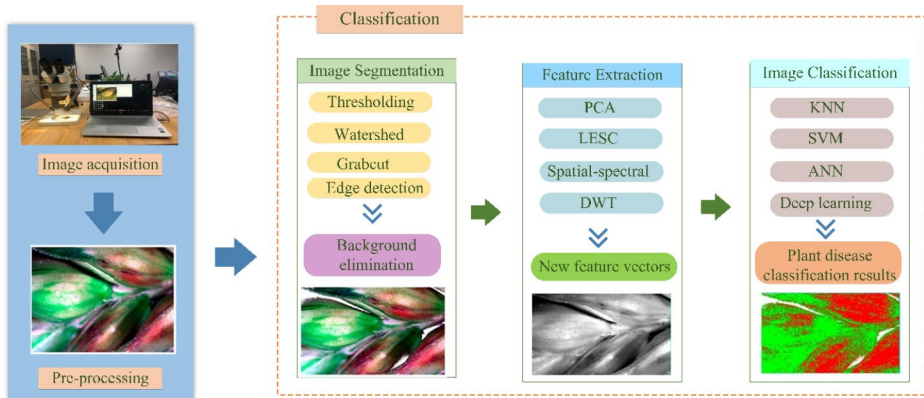 Classification
Image acquisition
Pre-processing
Image Segmentation
Thresholding
Watershed
Grabcut
Edge detection
Background
elimination
Feature Extraction
PCA
LESC
Spatial-spectral
DWT
New feature vectors
Image Classification
KNN
SVM
ANN
Deep learning
Plant disease
classification results